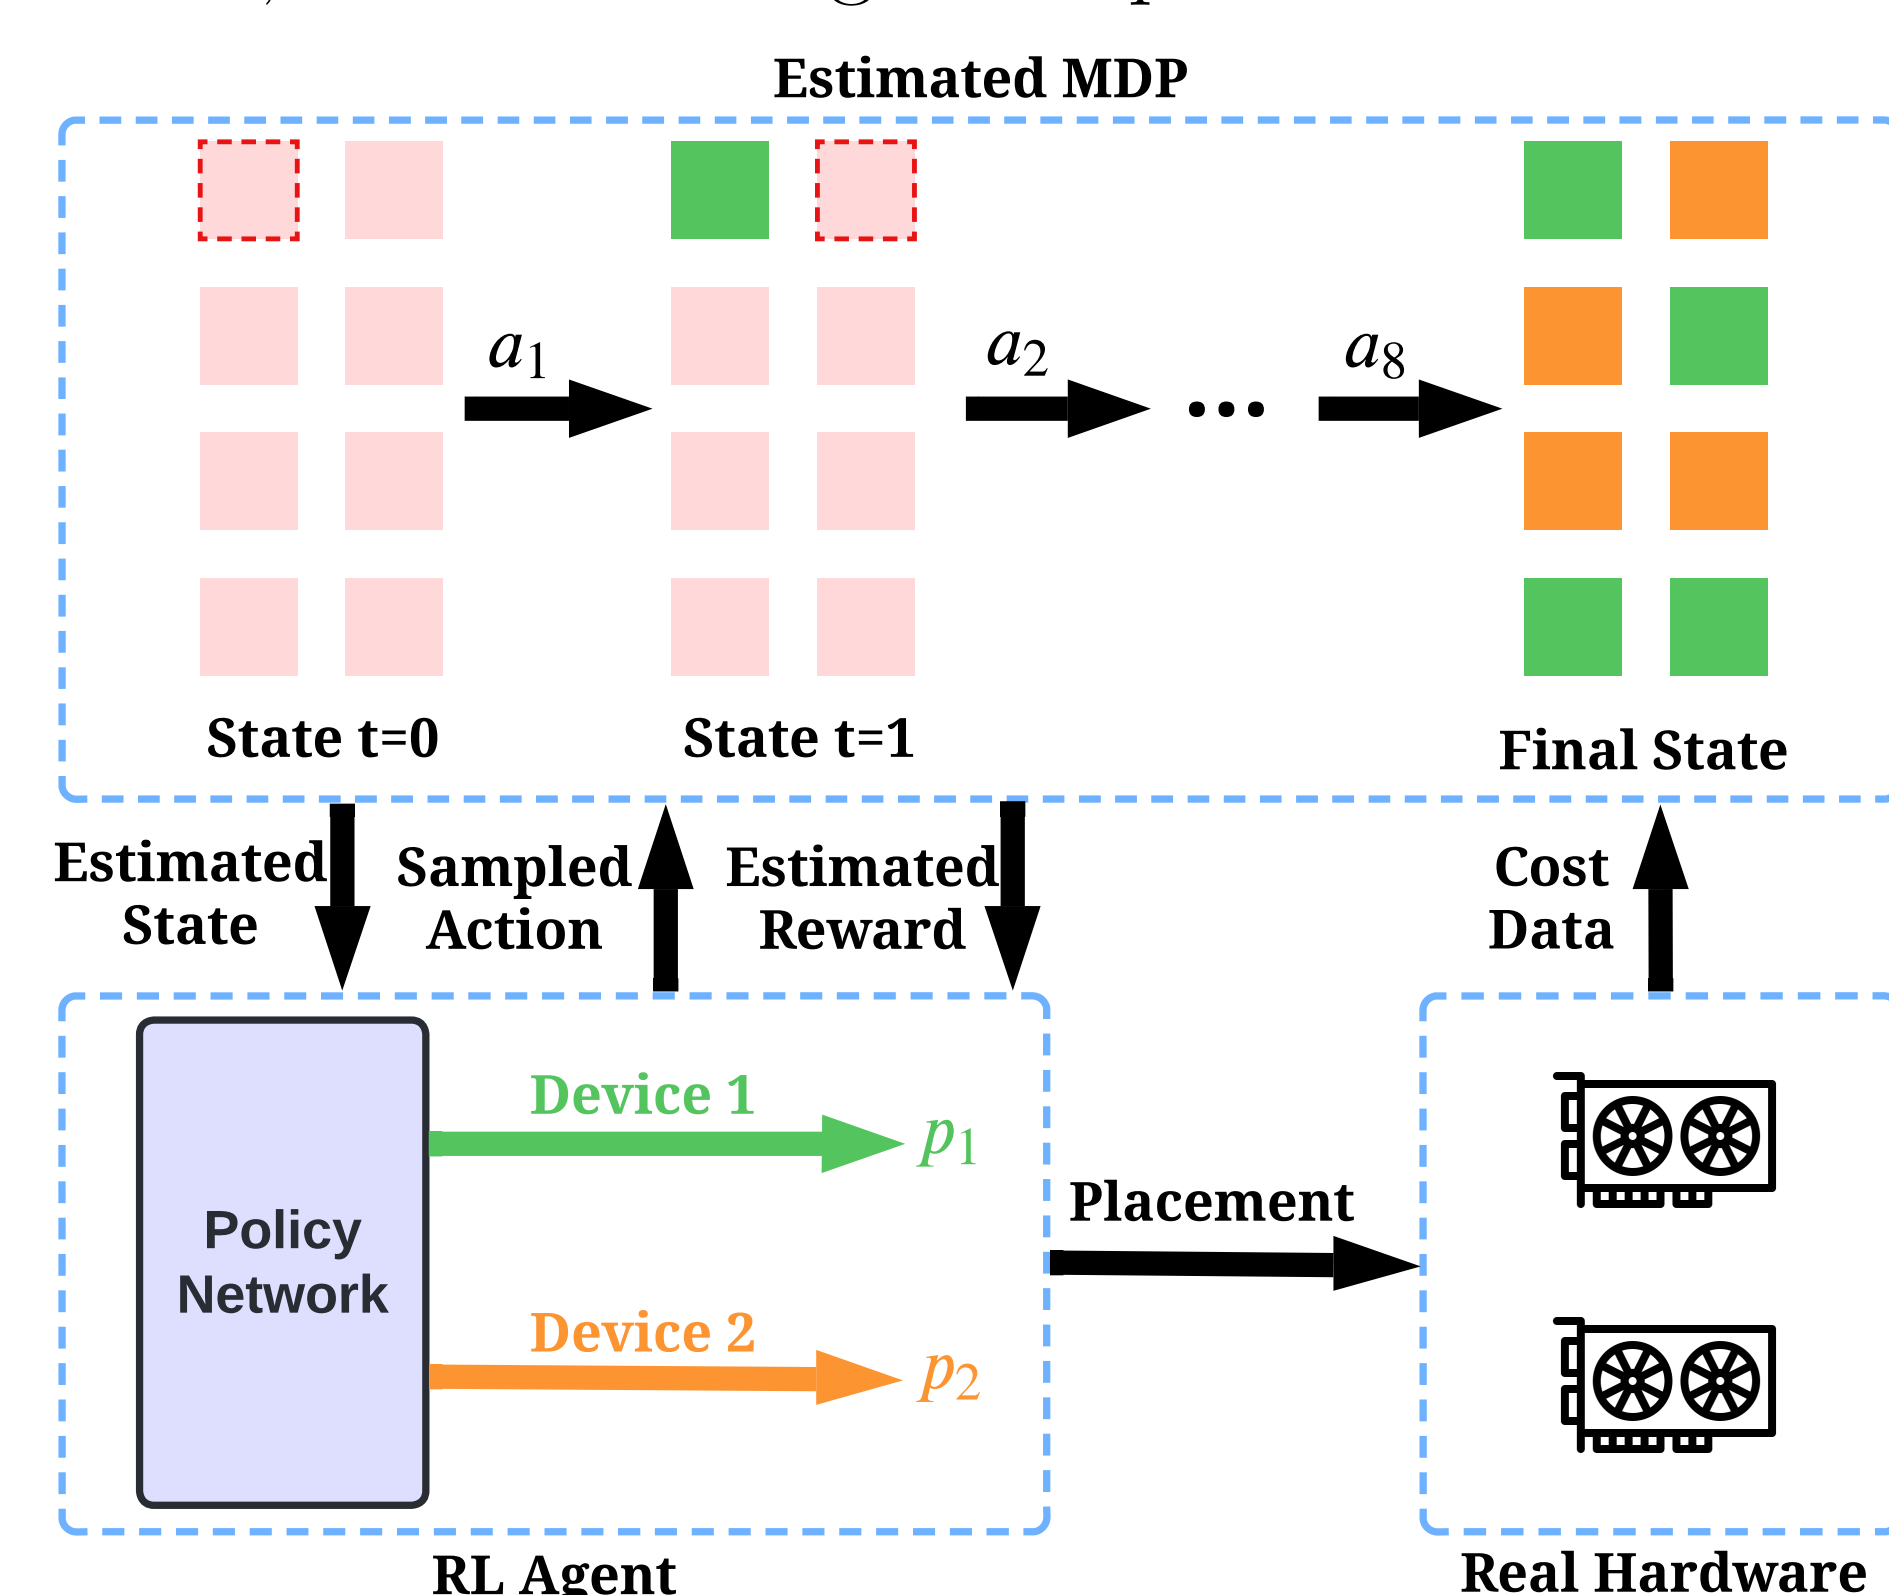 Estimated MDP
a1
a2
...
a8
State t=0
State t=1
Final State
Estimated
State
Sampled
Action
Estimated
Reward
Cost
Data
Policy
Network
Device 1
p1
Device 2
p2
Placement
RL Agent
Real Hardware